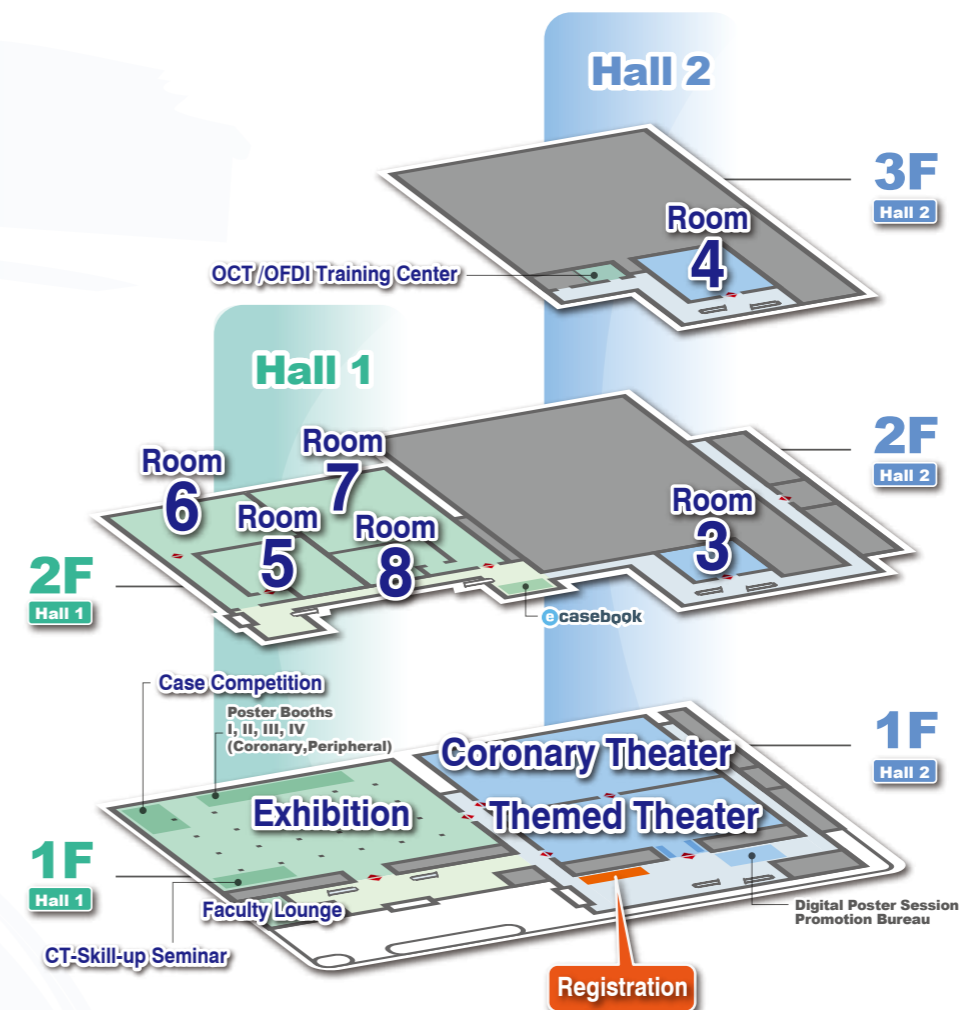 Hall 2
3F
Hall 2
Room
4
OCT /OFDI Training Center
Hall 1
2F
Hall 2
Room
7
Room
6
Room
5
Room
8
Room
3
2F
Hall 1
ecasebook
Case Competition
Poster Booths
I, II, III, IV
(Coronary,Peripheral)
1F
Hall 2
Coronary Theater
Exhibition
Themed Theater
1F
Hall 1
Faculty Lounge
Digital Poster Session
Promotion Bureau
CT-Skill-up Seminar
Registration